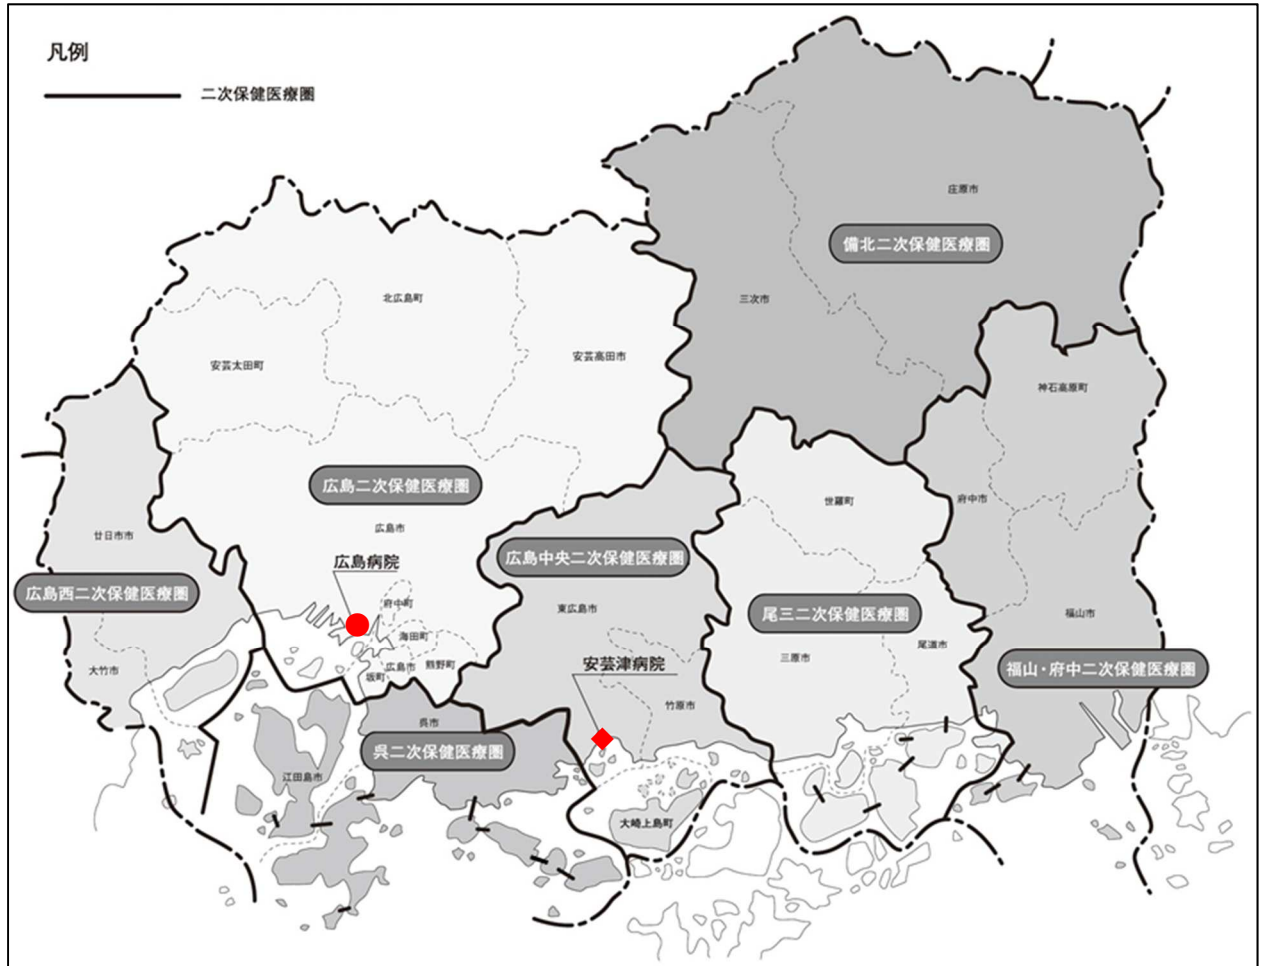 凡例
二次保健医療圏
庄原市
備北二次保健医療圏
三次市
北広島町
安芸太田町
安芸高田市
神石高原町
広島二次保健医療圏
世羅町
府中市
広島市
廿日市市
広島病院
広島中央二次保健医療圏
広島西二次保健医療圏
府中町
東広島市
尾三二次保健医療圏
福山市
海田町
尾道市
大竹市
広島市
熊野町
坂町
安芸津病院
三原市
福山・府中二次保健医療圏
竹原市
呉市
呉二次保健医療圏
江田島市
大崎上島町